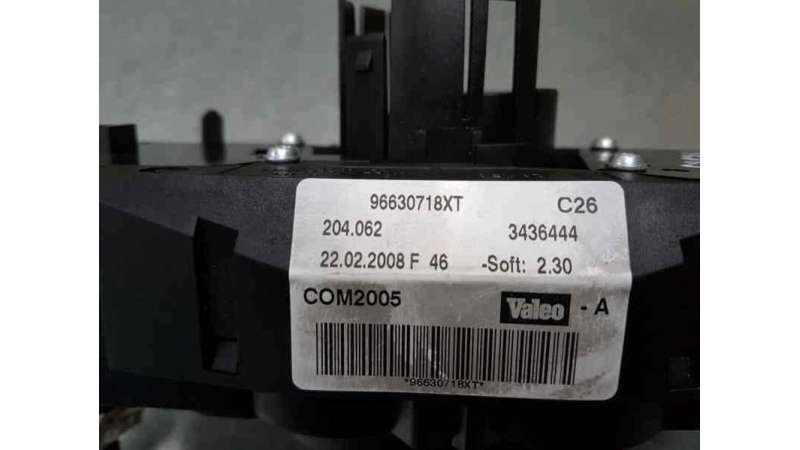 96630718XT C26
204.062 3436444
22.02.2008 F 46 -Soft: 2.30
COM2005 Valeo - A
*96630718XT*